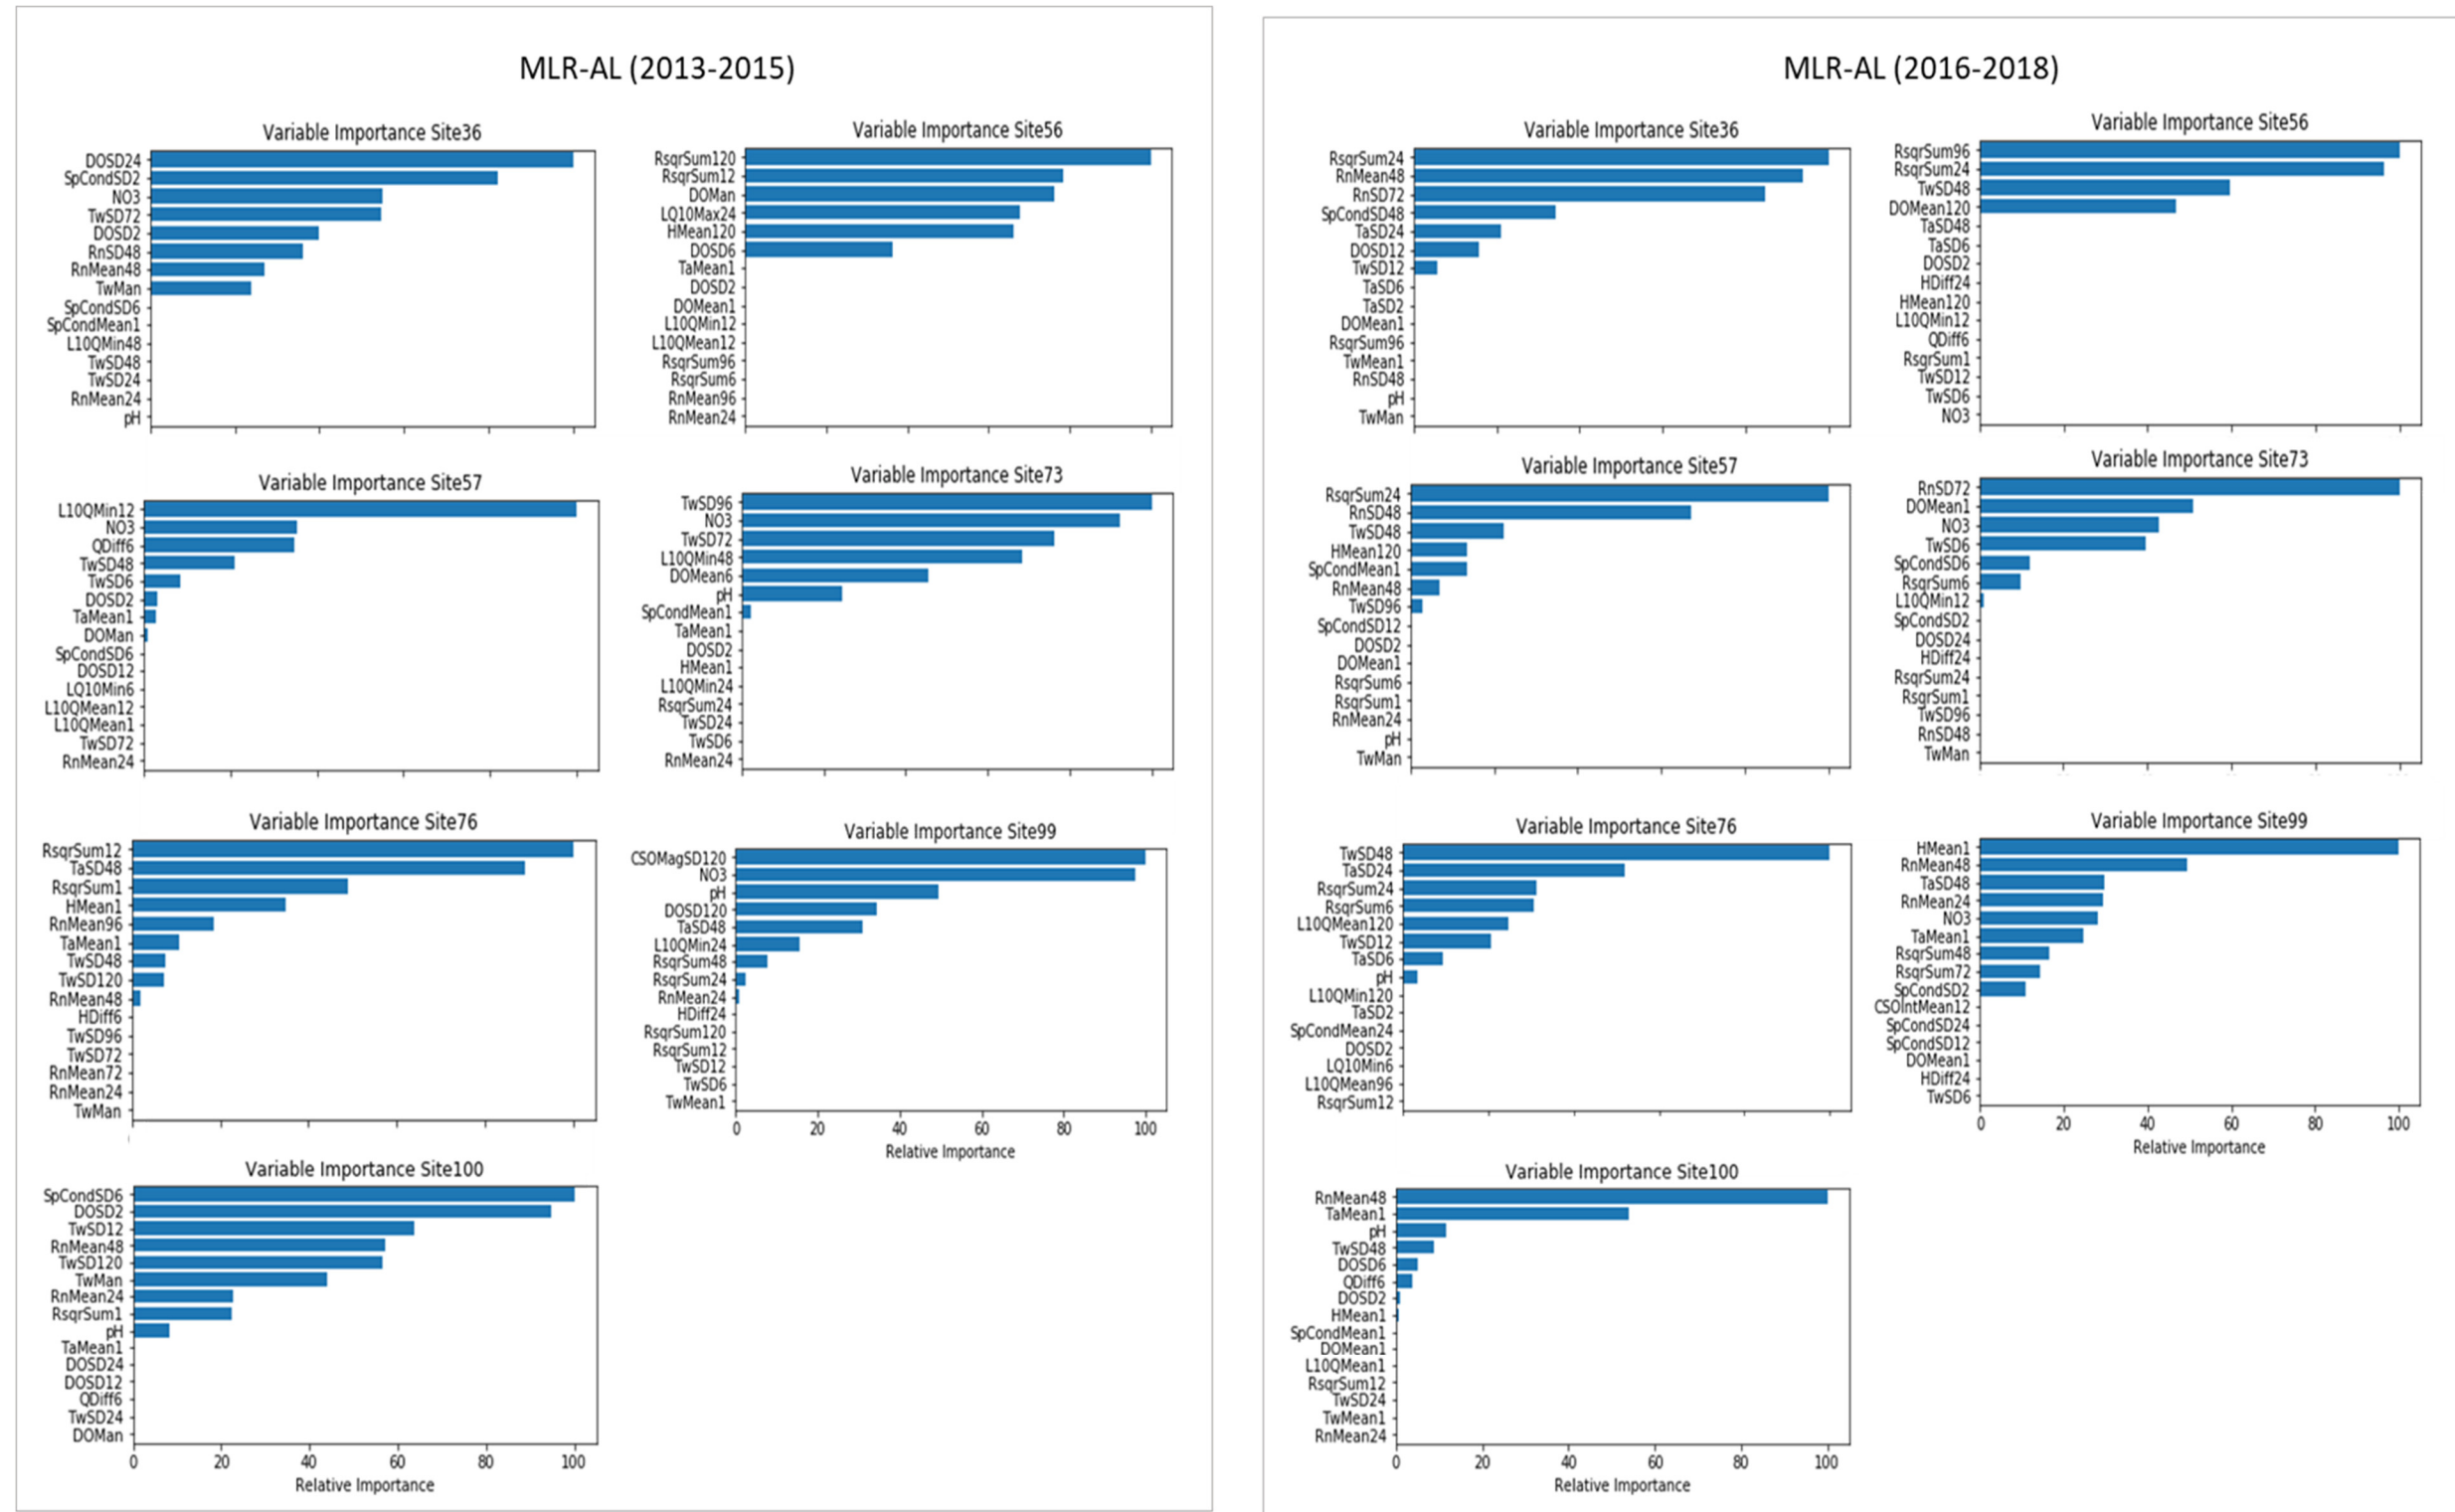 MLR-AL (2013-2015)
Variable Importance Site36
DOSD24
SpCondSD2
NO3
TwSD72
DOSD2
RnSD48
RnMean48
TwMan
SpCondSD6
SpCondMean1
L10QMin48
TwSD48
TwSD24
RnMean24
pH
Variable Importance Site56
RsqrSum120
RsqrSum12
DOMan
LQ10Max24
HMean120
DOSD6
TaMean1
DOSD2
DOMean1
L10QMin12
L10QMean12
RsqrSum96
RsqrSum6
RnMean96
RnMean24
Variable Importance Site57
L10QMin12
NO3
QDiff6
TwSD48
TwSD6
DOSD2
TaMean1
DOMan
SpCondSD6
DOSD12
LQ10Min6
L10QMean12
L10QMean1
TwSD72
RnMean24
Variable Importance Site73
TwSD96
NO3
TwSD72
L10QMin48
DOMean6
pH
SpCondMean1
TaMean1
DOSD2
HMean1
L10QMin24
RsqrSum24
TwSD24
TwSD6
RnMean24
Variable Importance Site76
RsqrSum12
TaSD48
RsqrSum1
HMean1
RnMean96
TaMean1
TwSD48
TwSD120
RnMean48
HDiff6
TwSD96
TwSD72
RnMean72
RnMean24
TwMan
Variable Importance Site99
CSOMagSD120
NO3
pH
DOSD120
TaSD48
L10QMin24
RsqrSum48
RsqrSum24
RnMean24
HDiff24
RsqrSum120
RsqrSum12
TwSD12
TwSD6
TwMean1
0 20 40 60 80 100
Relative Importance
Variable Importance Site100
SpCondSD6
DOSD2
TwSD12
RnMean48
TwSD120
TwMan
RnMean24
RsqrSum1
pH
TaMean1
DOSD24
DOSD12
QDiff6
TwSD24
DOMan
0 20 40 60 80 100
Relative Importance
MLR-AL (2016-2018)
Variable Importance Site36
RsqrSum24
RnMean48
RnSD72
SpCondSD48
TaSD24
DOSD12
TwSD12
TaSD6
TaSD2
DOMean1
RsqrSum96
TwMean1
RnSD48
pH
TwMan
Variable Importance Site56
RsqrSum96
RsqrSum24
TwSD48
DOMean120
TaSD48
TaSD6
DOSD2
HDiff24
HMean120
L10QMin12
QDiff6
RsqrSum1
TwSD12
TwSD6
NO3
Variable Importance Site57
RsqrSum24
RnSD48
TwSD48
HMean120
SpCondMean1
RnMean48
TwSD96
SpCondSD12
DOSD2
DOMean1
RsqrSum6
RsqrSum1
RnMean24
pH
TwMan
Variable Importance Site73
RnSD72
DOMean1
NO3
TwSD6
SpCondSD6
RsqrSum6
L10QMin12
SpCondSD2
DOSD24
HDiff24
RsqrSum24
RsqrSum1
TwSD96
RnSD48
TwMan
Variable Importance Site76
TwSD48
TaSD24
RsqrSum24
RsqrSum6
L10QMean120
TwSD12
TaSD6
pH
L10QMin120
TaSD2
SpCondMean24
DOSD2
LQ10Min6
L10QMean96
RsqrSum12
Variable Importance Site99
HMean1
RnMean48
TaSD48
RnMean24
NO3
TaMean1
RsqrSum48
RsqrSum72
SpCondSD2
CSOIntMean12
SpCondSD24
SpCondSD12
DOMean1
HDiff24
TwSD6
0 20 40 60 80 100
Relative Importance
Variable Importance Site100
RnMean48
TaMean1
pH
TwSD48
DOSD6
QDiff6
DOSD2
HMean1
SpCondMean1
DOMean1
L10QMean1
RsqrSum12
TwSD24
TwMean1
RnMean24
0 20 40 60 80 100
Relative Importance